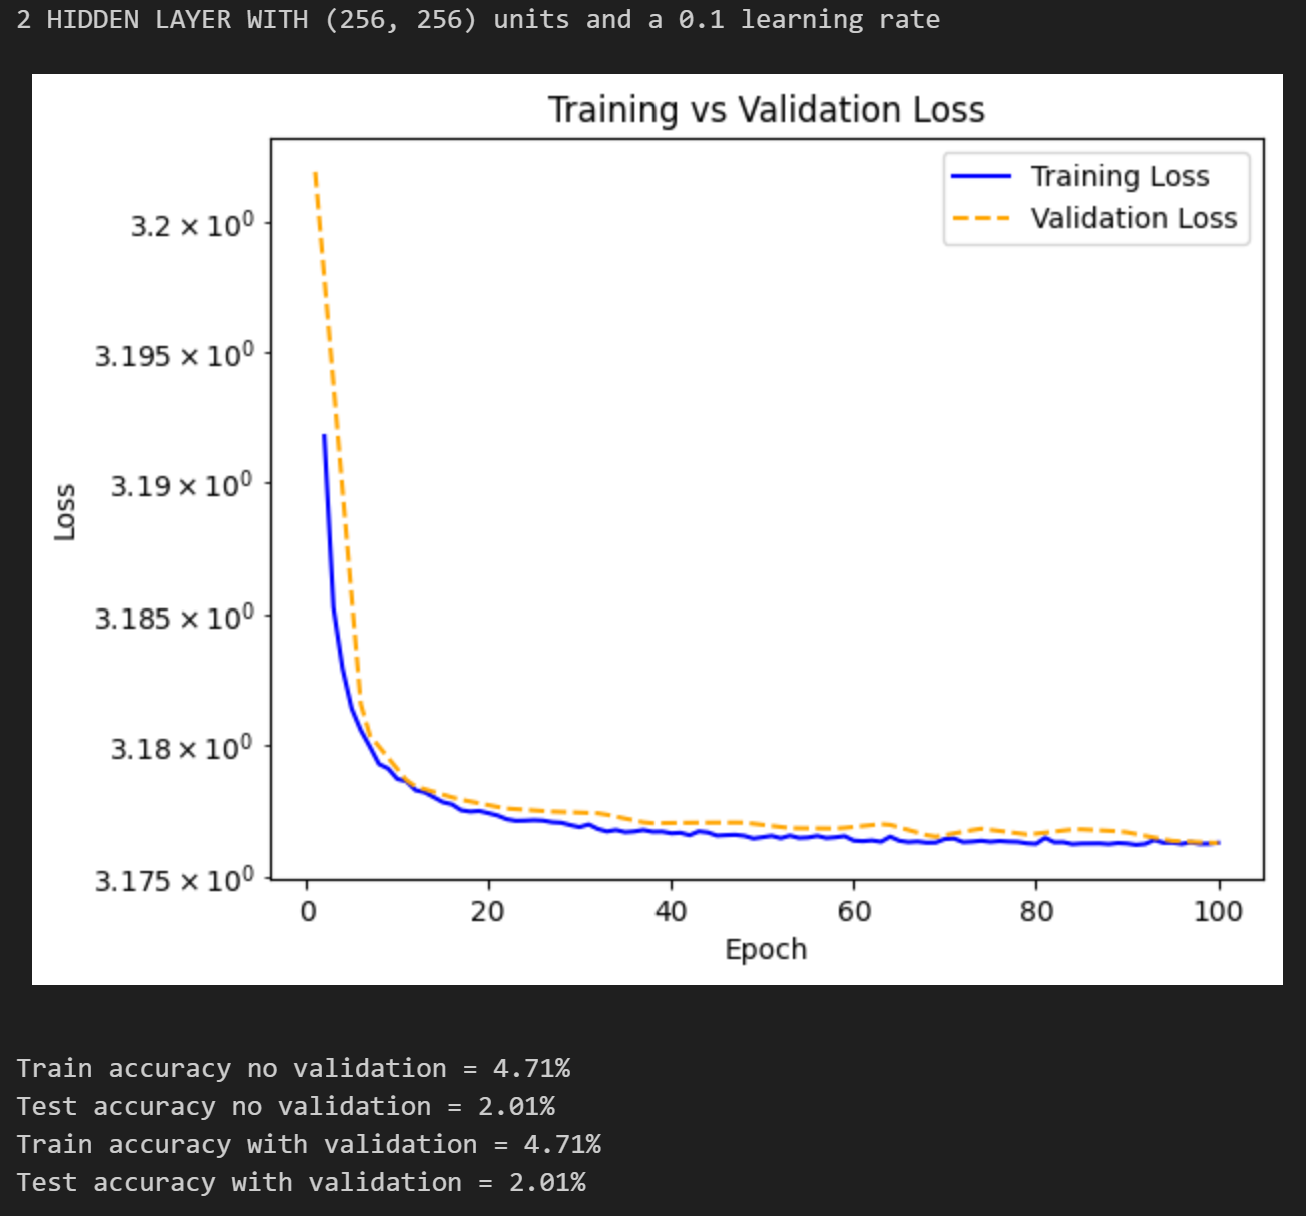 2 HIDDEN LAYER WITH (256, 256) units and a 0.1 learning rate
Training vs Validation Loss
Training Loss
Validation Loss
3.2 × 10⁰
3.195 × 10⁰
3.19 × 10⁰
3.185 × 10⁰
3.18 × 10⁰
3.175 × 10⁰
Loss
0 20 40 60 80 100
Epoch
Train accuracy no validation = 4.71%
Test accuracy no validation = 2.01%
Train accuracy with validation = 4.71%
Test accuracy with validation = 2.01%